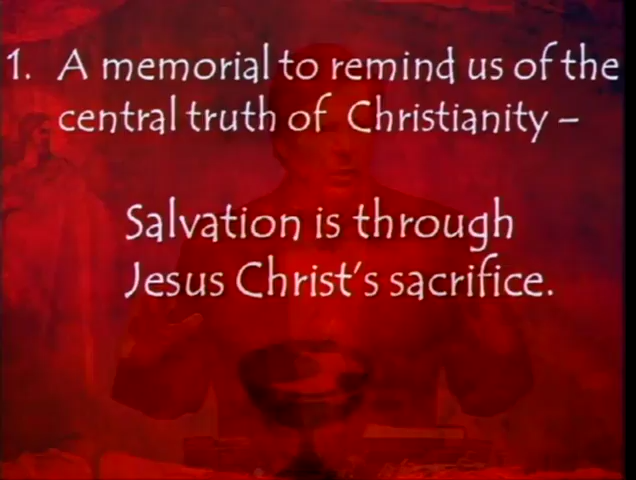 1. A memorial to remind us of the
central truth of Christianity –
Salvation is through
Jesus Christ's sacrifice.